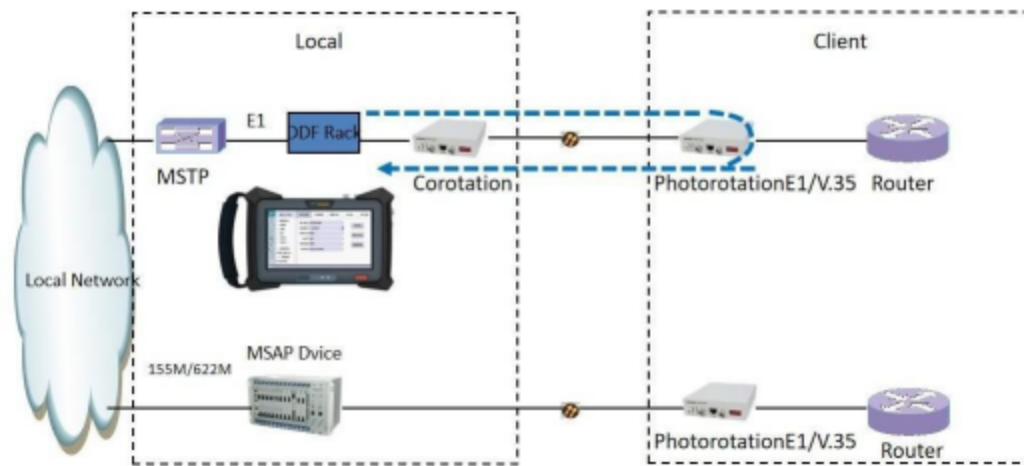 Local
Client
E1
DDF Rack
MSTP
Corotation
PhotorotationE1/V.35
Router
Local Network
MSAP Dvice
155M/622M
PhotorotationE1/V.35
Router